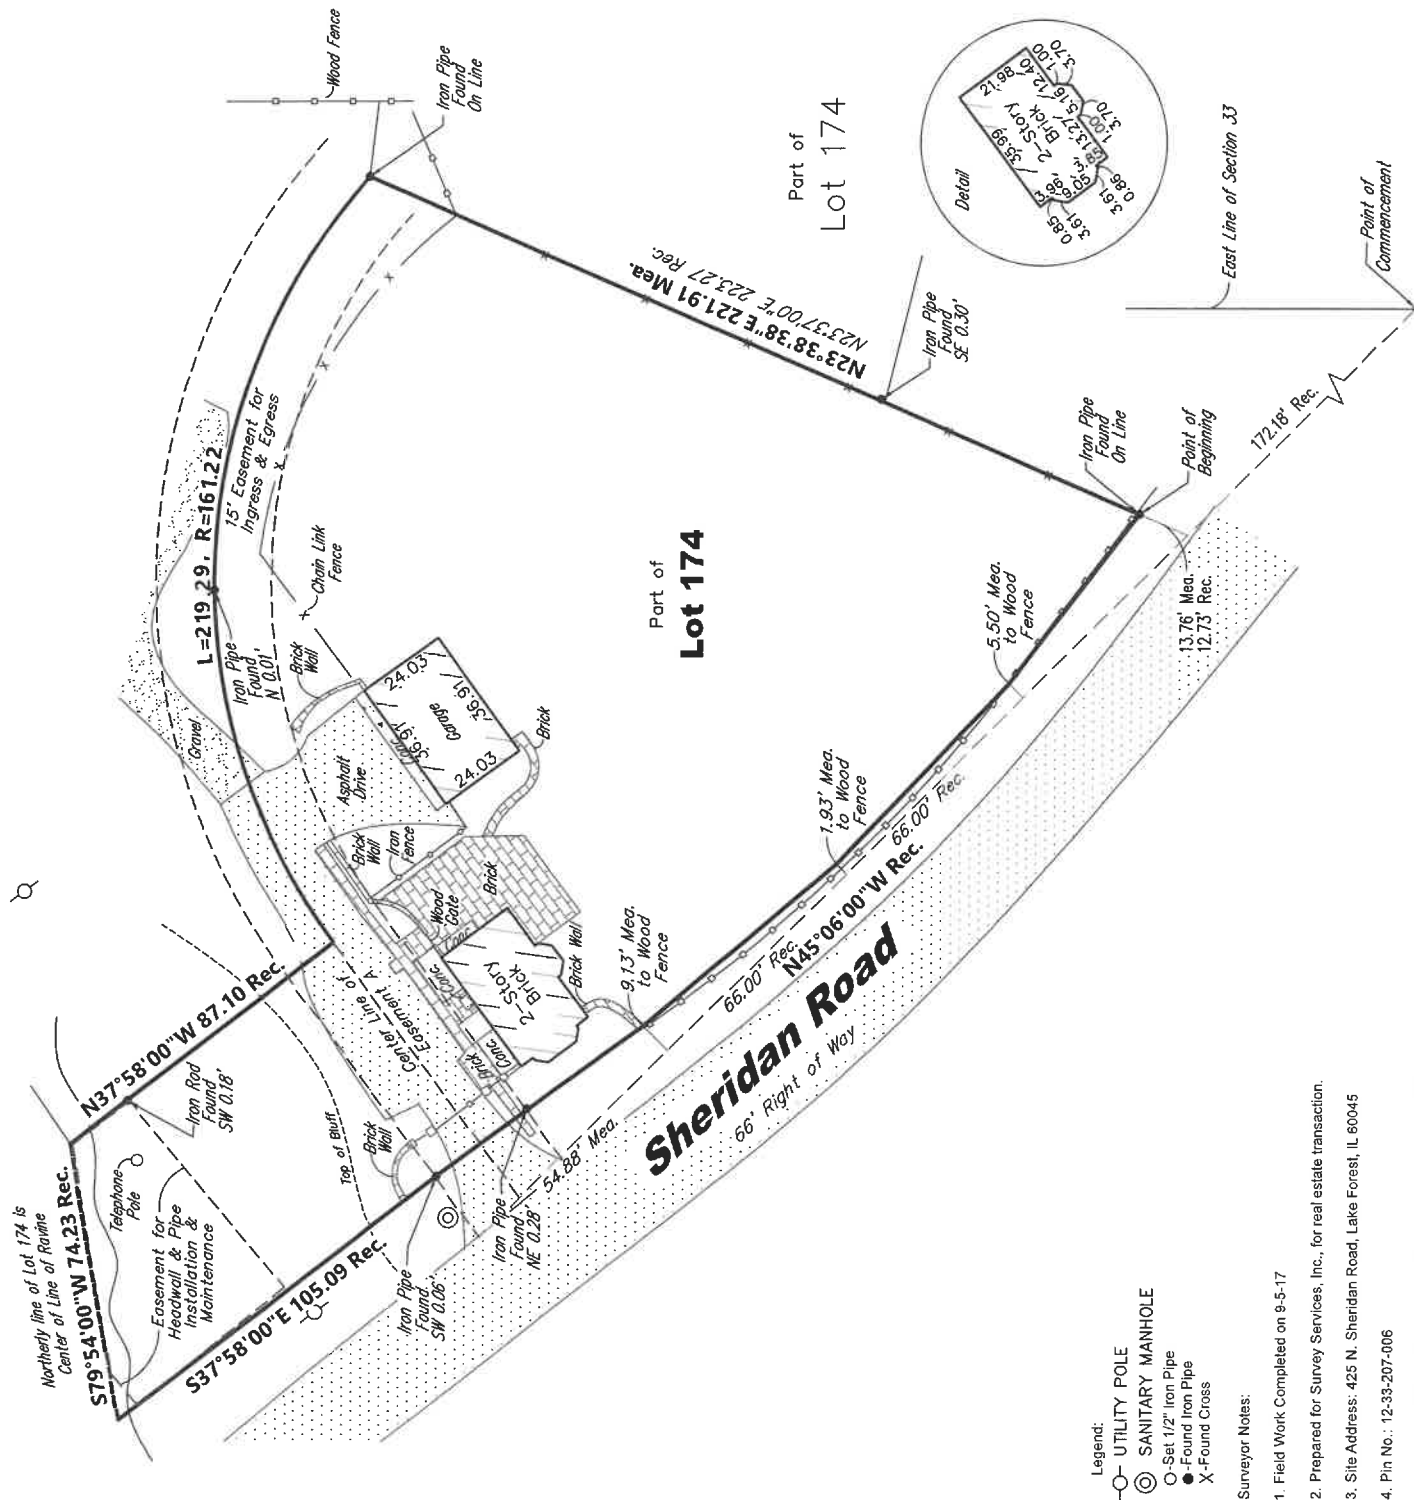 Northerly line of Lot 174 is
Center of Line of Ravine
S79°54'00"W 74.23 Rec.
N37°58'00"W 87.10 Rec.
Iron Rod
Found
SW 0.18'
Telephone
Pole
Easement for
Headwall & Pipe
Installation &
Maintenance
S37°58'00"E 105.09 Rec.
Top of Bluff
Brick
Wall
Iron Pipe
Found
SW 0.06'
Iron Pipe
Found
NE 0.28'
54.88' Mea.
Center Line of
Easement A
Gravel
Asphalt
Drive
Brick
Wall
Iron
Fence
Wood
Gate
Brick
Conc.
Conc.
2-Story
Brick
Brick
Conc.
Brick Wall
Conc.
36.91
24.03
Garage
36.91
24.03
Brick
Brick
Wall
Chain Link
Fence
Iron Pipe
Found
N 0.01'
L=219.29, R=161.22
15' Easement for
Ingress & Egress
Wood Fence
Iron Pipe
Found
On Line
Part of
Lot 174
N23°38'38"E 221.91 Mea.
N23°37'00"E 223.27 Rec.
Iron Pipe
Found
SE 0.30'
Part of
Lot 174
Detail
2-Story
Brick
21.98
35.99
12.40
1.00
3.70
5.16
3.70
1.00
13.27
3.85
0.86
3.61
9.05
3.61
0.85
3.96
East Line of Section 33
Point of
Commencement
172.18' Rec.
Iron Pipe
Found
On Line
Point of
Beginning
13.76' Mea.
12.73' Rec.
5.50' Mea.
to Wood
Fence
1.93' Mea.
to Wood
Fence
9.13' Mea.
to Wood
Fence
66.00' Rec.
66.00' Rec.
N45°06'00"W Rec.
Sheridan Road
66' Right of Way
Legend:
UTILITY POLE
SANITARY MANHOLE
O-Set 1/2" Iron Pipe
●-Found Iron Pipe
X-Found Cross
Surveyor Notes:
1. Field Work Completed on 9-5-17
2. Prepared for Survey Services, Inc., for real estate transaction.
3. Site Address: 425 N. Sheridan Road, Lake Forest, IL 60045
4. Pin No.: 12-33-207-006